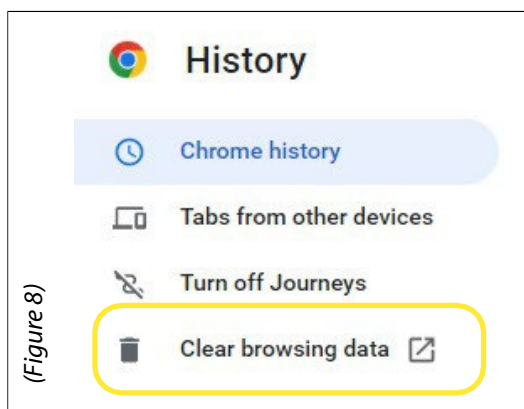 History
Chrome history
Tabs from other devices
Turn off Journeys
Clear browsing data
(Figure 8)